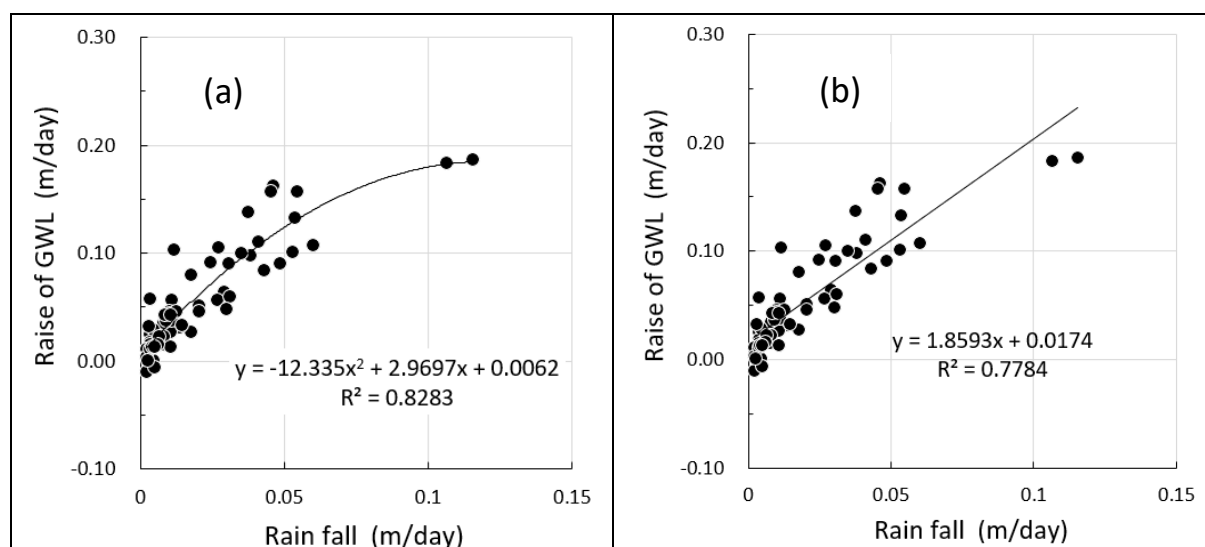 0.30
0.20
0.10
0.00
-0.10
Raise of GWL (m/day)
(a)
y = -12.335x² + 2.9697x + 0.0062
R² = 0.8283
0
0.05
0.1
0.15
Rain fall (m/day)
0.30
0.20
0.10
0.00
-0.10
Raise of GWL (m/day)
(b)
y = 1.8593x + 0.0174
R² = 0.7784
0
0.05
0.1
0.15
Rain fall (m/day)